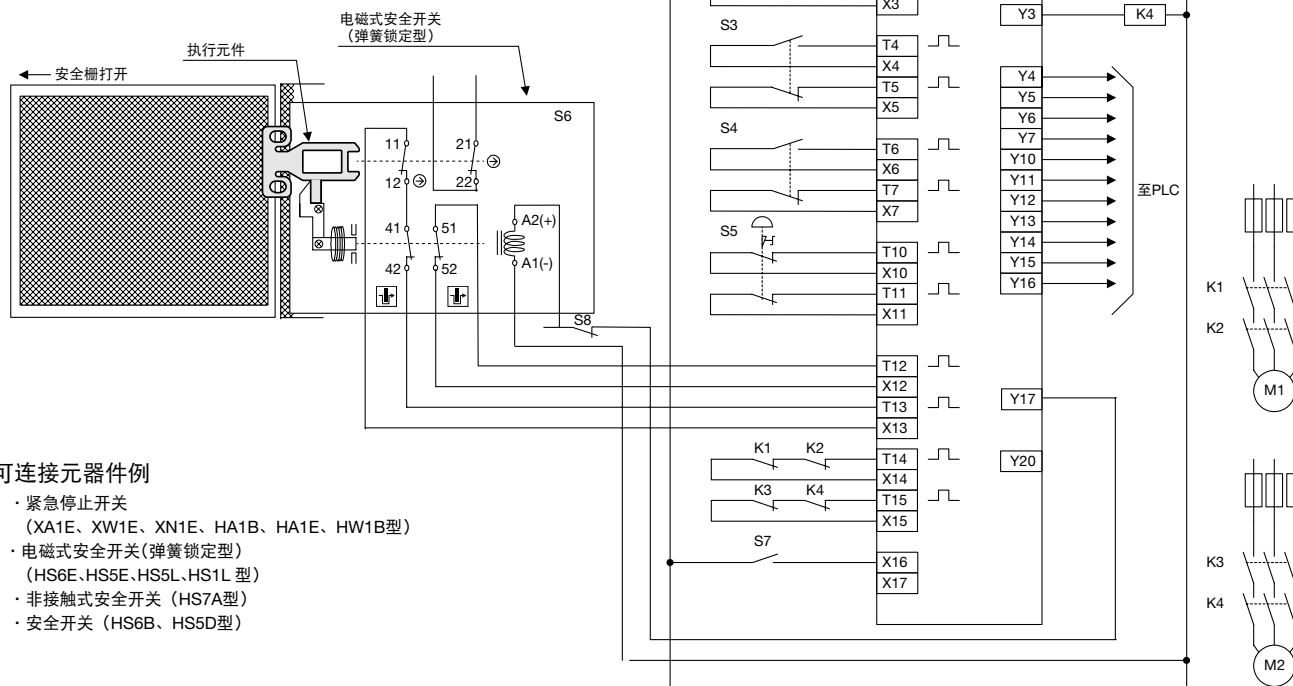 电磁式安全开关
（弹簧锁定型）
执行元件
安全栅打开
S6
11
12
21
22
41
42
51
52
A2(+)
A1(-)
S8
X3
S3
T4
X4
T5
X5
S4
T6
X6
T7
X7
S5
T10
X10
T11
X11
T12
X12
T13
X13
K1 K2
T14
X14
K3 K4
T15
X15
S7
X16
X17
Y3
K4
Y4
Y5
Y6
Y7
Y10
Y11
Y12
Y13
Y14
Y15
Y16
至PLC
Y17
Y20
K1
K2
M1
K3
K4
M2
可连接元器件例
・紧急停止开关
（XA1E、XW1E、XN1E、HA1B、HA1E、HW1B型）
・电磁式安全开关(弹簧锁定型）
（HS6E、HS5E、HS5L、HS1L 型）
・非接触式安全开关（HS7A型）
・安全开关（HS6B、HS5D型）